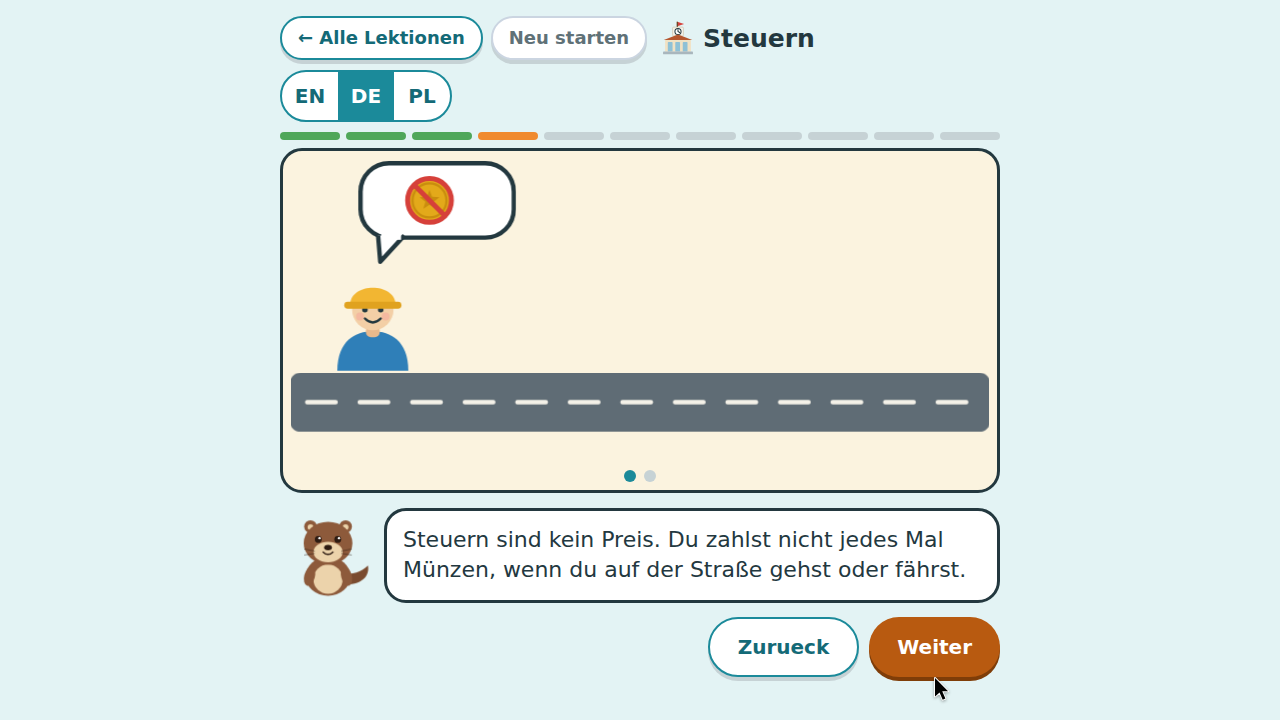 ← Alle Lektionen
Neu starten
Steuern
EN DE PL
Steuern sind kein Preis. Du zahlst nicht jedes Mal
Münzen, wenn du auf der Straße gehst oder fährst.
Zurueck
Weiter